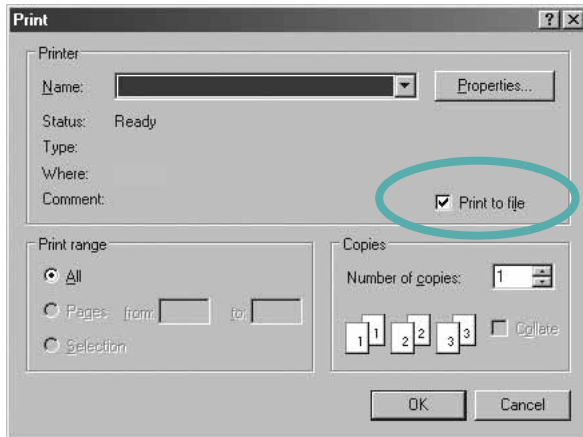 Print
Printer
Name:
Properties...
Status: Ready
Type:
Where:
Comment:
Print to file
Print range
All
Pages from: to:
Selection
Copies
Number of copies: 1
1 1 2 2 3 3
Collate
OK Cancel